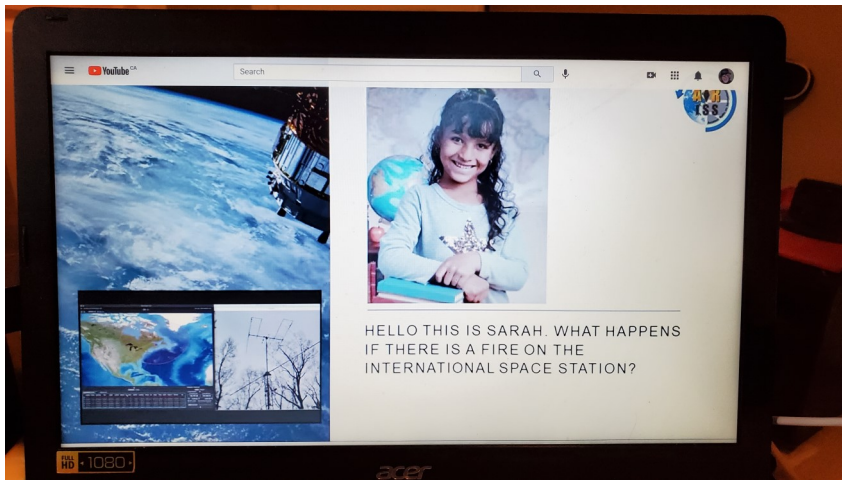 YouTube CA
Search
ISS
HELLO THIS IS SARAH. WHAT HAPPENS
IF THERE IS A FIRE ON THE
INTERNATIONAL SPACE STATION?
FULL
HD 1080
acer